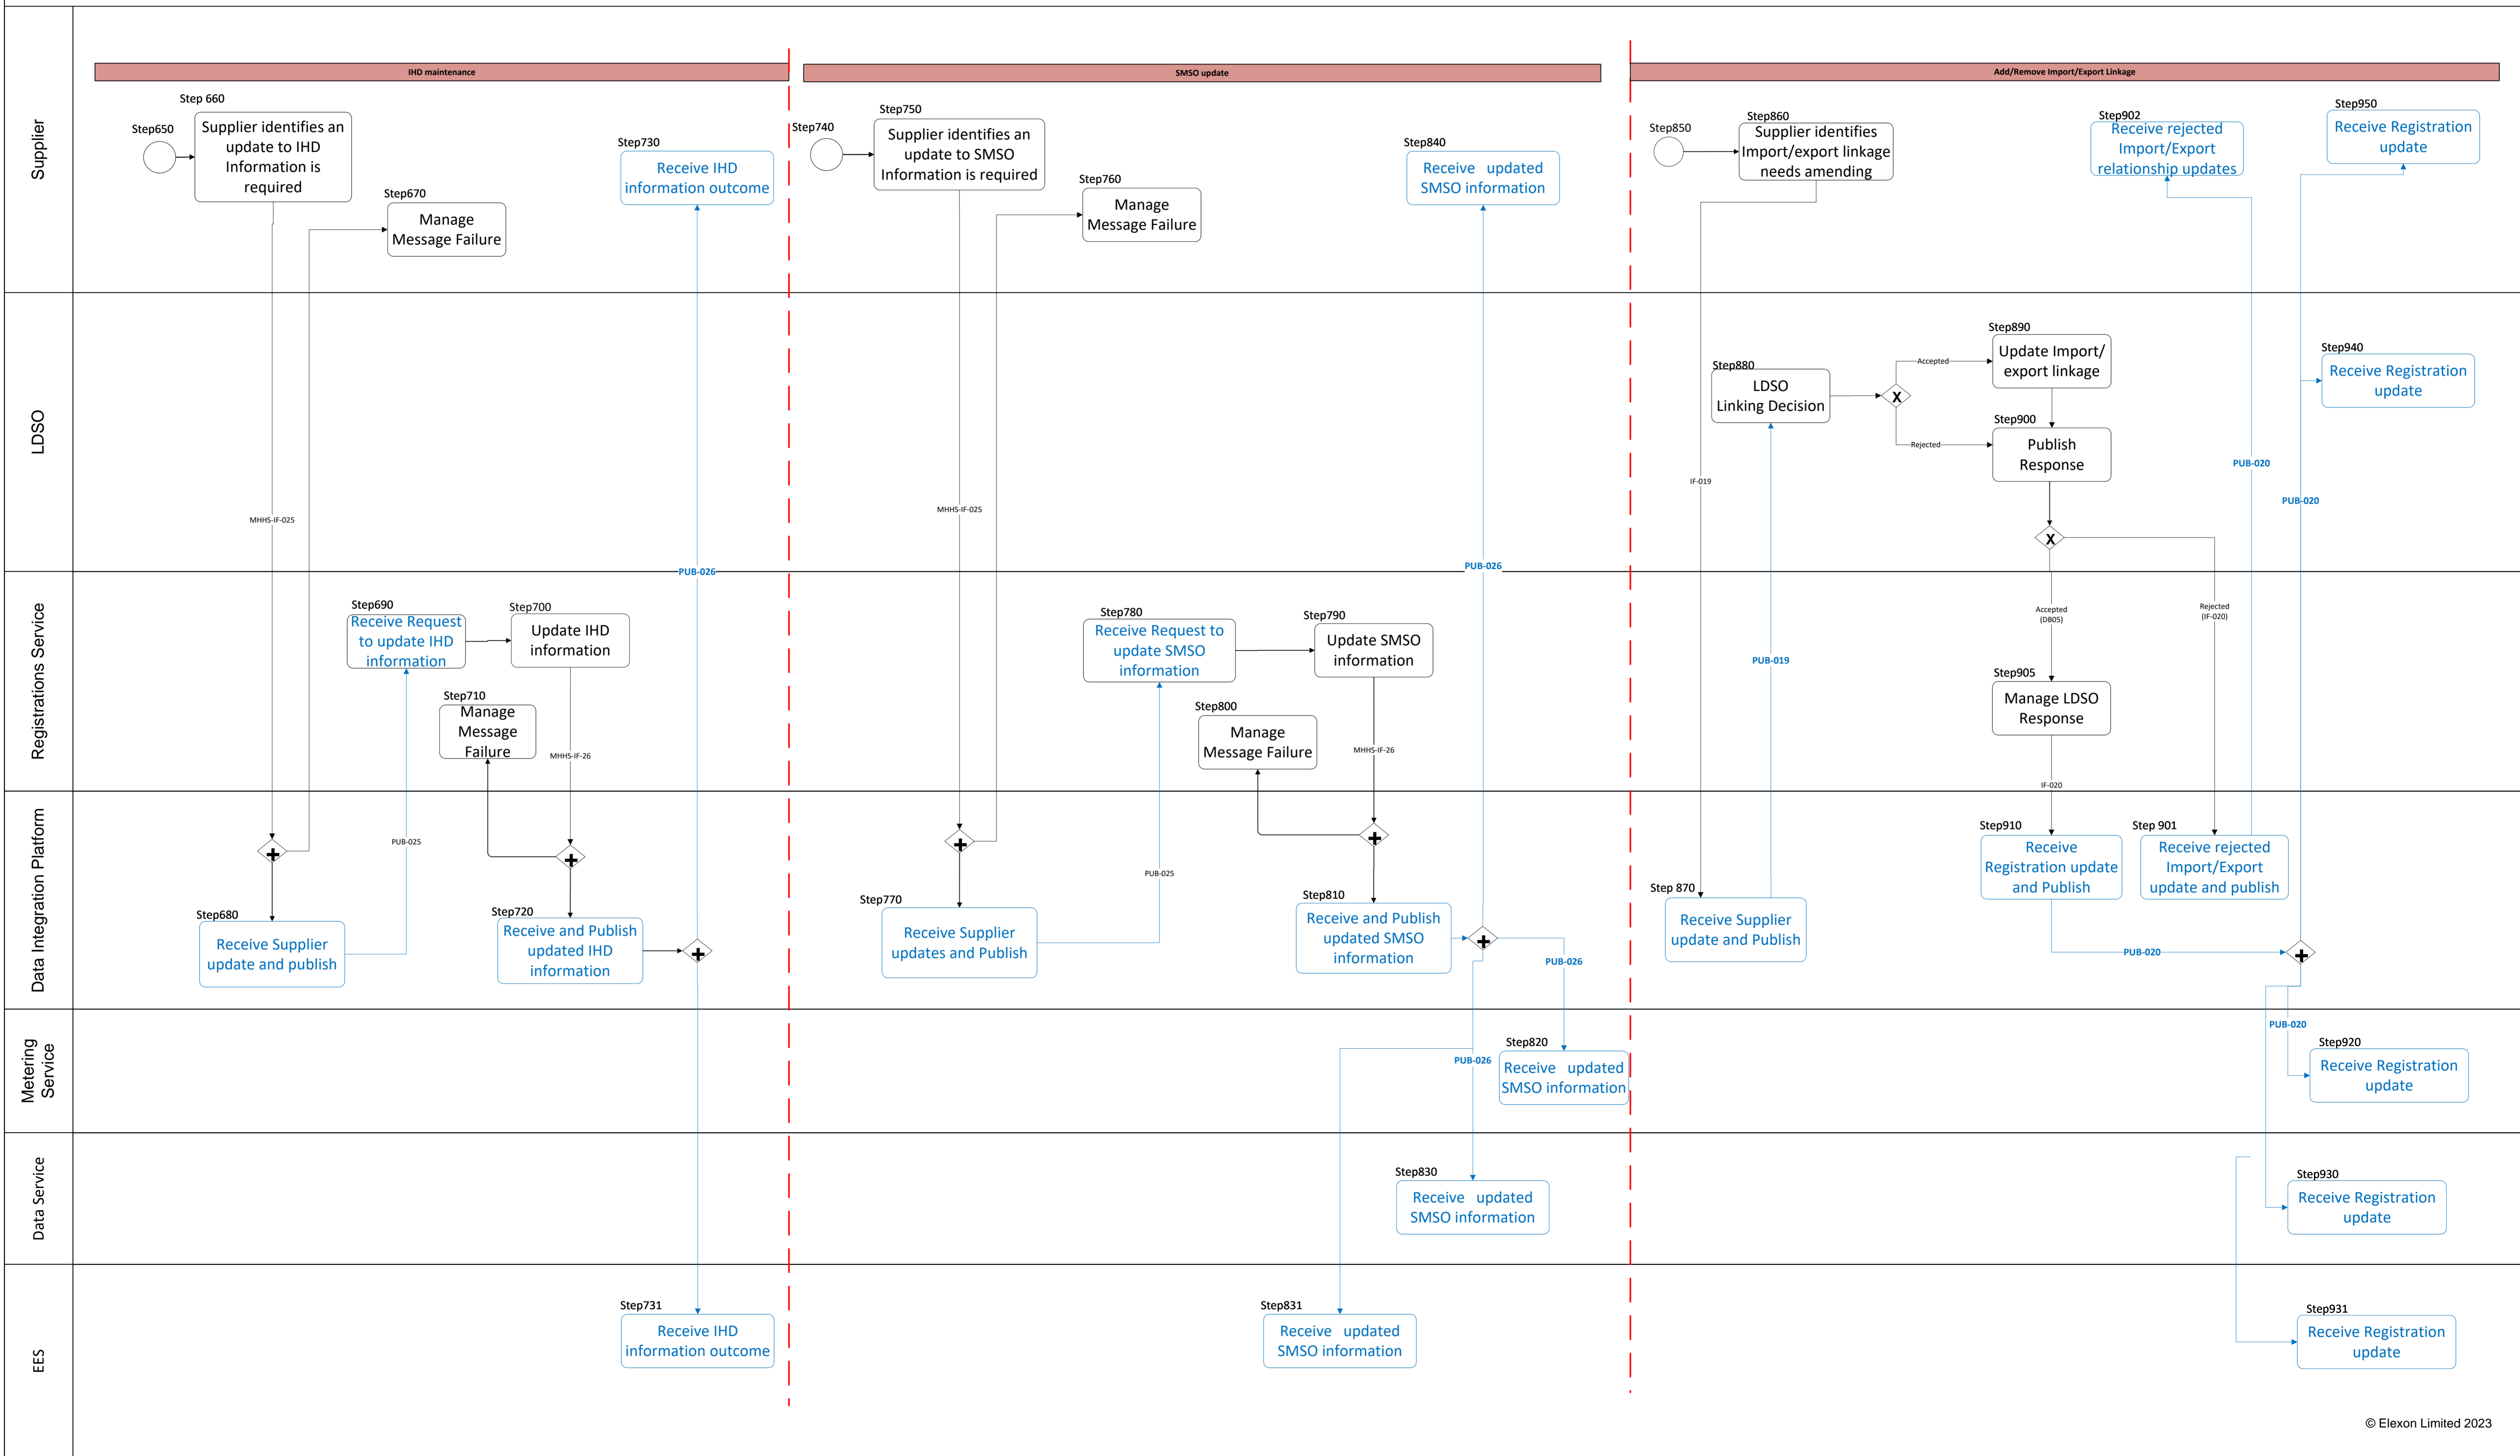 IHD maintenance
SMSO update
Add/Remove Import/Export Linkage
Supplier
Step650
Step 660
Supplier identifies an
update to IHD
Information is
required
Step670
Manage
Message Failure
Step730
Receive IHD
information outcome
Step740
Step750
Supplier identifies an
update to SMSO
Information is required
Step760
Manage
Message Failure
Step840
Receive updated
SMSO information
Step850
Step860
Supplier identifies
Import/export linkage
needs amending
Step902
Receive rejected
Import/Export
relationship updates
Step950
Receive Registration
update
LDSO
MHHS-IF-025
MHHS-IF-025
IF-019
Step880
LDSO
Linking Decision
X
Accepted
Rejected
Step890
Update Import/
export linkage
Step900
Publish
Response
X
PUB-020
PUB-020
Step940
Receive Registration
update
PUB-026
PUB-026
Registrations Service
Step690
Receive Request
to update IHD
information
Step700
Update IHD
information
Step710
Manage
Message
Failure
MHHS-IF-26
Step780
Receive Request to
update SMSO
information
Step790
Update SMSO
information
Step800
Manage
Message Failure
MHHS-IF-26
PUB-019
Accepted
(DB05)
Rejected
(IF-020)
Step905
Manage LDSO
Response
IF-020
Data Integration Platform
PUB-025
Step680
Receive Supplier
update and publish
Step720
Receive and Publish
updated IHD
information
Step770
Receive Supplier
updates and Publish
PUB-025
Step810
Receive and Publish
updated SMSO
information
PUB-026
Step 870
Receive Supplier
update and Publish
Step910
Receive
Registration update
and Publish
Step 901
Receive rejected
Import/Export
update and publish
PUB-020
Metering
Service
PUB-026
Step820
Receive updated
SMSO information
PUB-020
Step920
Receive Registration
update
Data Service
Step830
Receive updated
SMSO information
Step930
Receive Registration
update
EES
Step731
Receive IHD
information outcome
Step831
Receive updated
SMSO information
Step931
Receive Registration
update
© Elexon Limited 2023